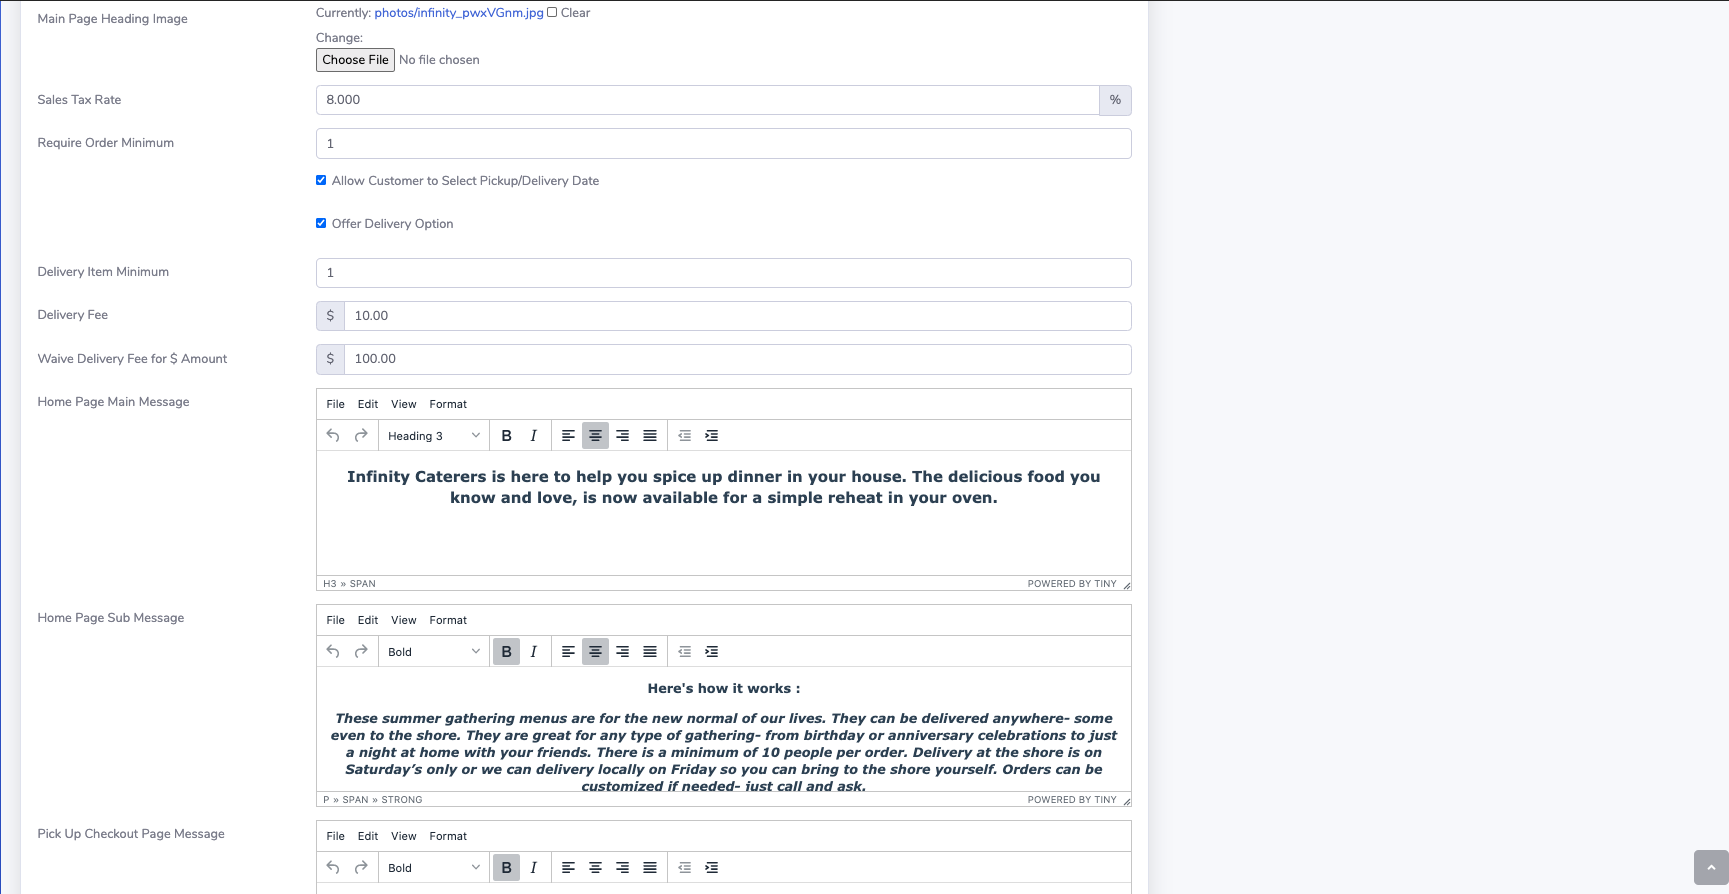 Main Page Heading Image
Currently: photos/infinity_pwxVGnm.jpg Clear
Change:
Choose File No file chosen
Sales Tax Rate
8.000 %
Require Order Minimum
1
Allow Customer to Select Pickup/Delivery Date
Offer Delivery Option
Delivery Item Minimum
1
Delivery Fee
$ 10.00
Waive Delivery Fee for $ Amount
$ 100.00
Home Page Main Message
File Edit View Format
Heading 3 B I
Infinity Caterers is here to help you spice up dinner in your house. The delicious food you
know and love, is now available for a simple reheat in your oven.
H3 » SPAN POWERED BY TINY
Home Page Sub Message
File Edit View Format
Bold B I
Here's how it works :
These summer gathering menus are for the new normal of our lives. They can be delivered anywhere- some
even to the shore. They are great for any type of gathering- from birthday or anniversary celebrations to just
a night at home with your friends. There is a minimum of 10 people per order. Delivery at the shore is on
Saturday’s only or we can delivery locally on Friday so you can bring to the shore yourself. Orders can be
customized if needed- just call and ask.
P » SPAN » STRONG POWERED BY TINY
Pick Up Checkout Page Message
File Edit View Format
Bold B I